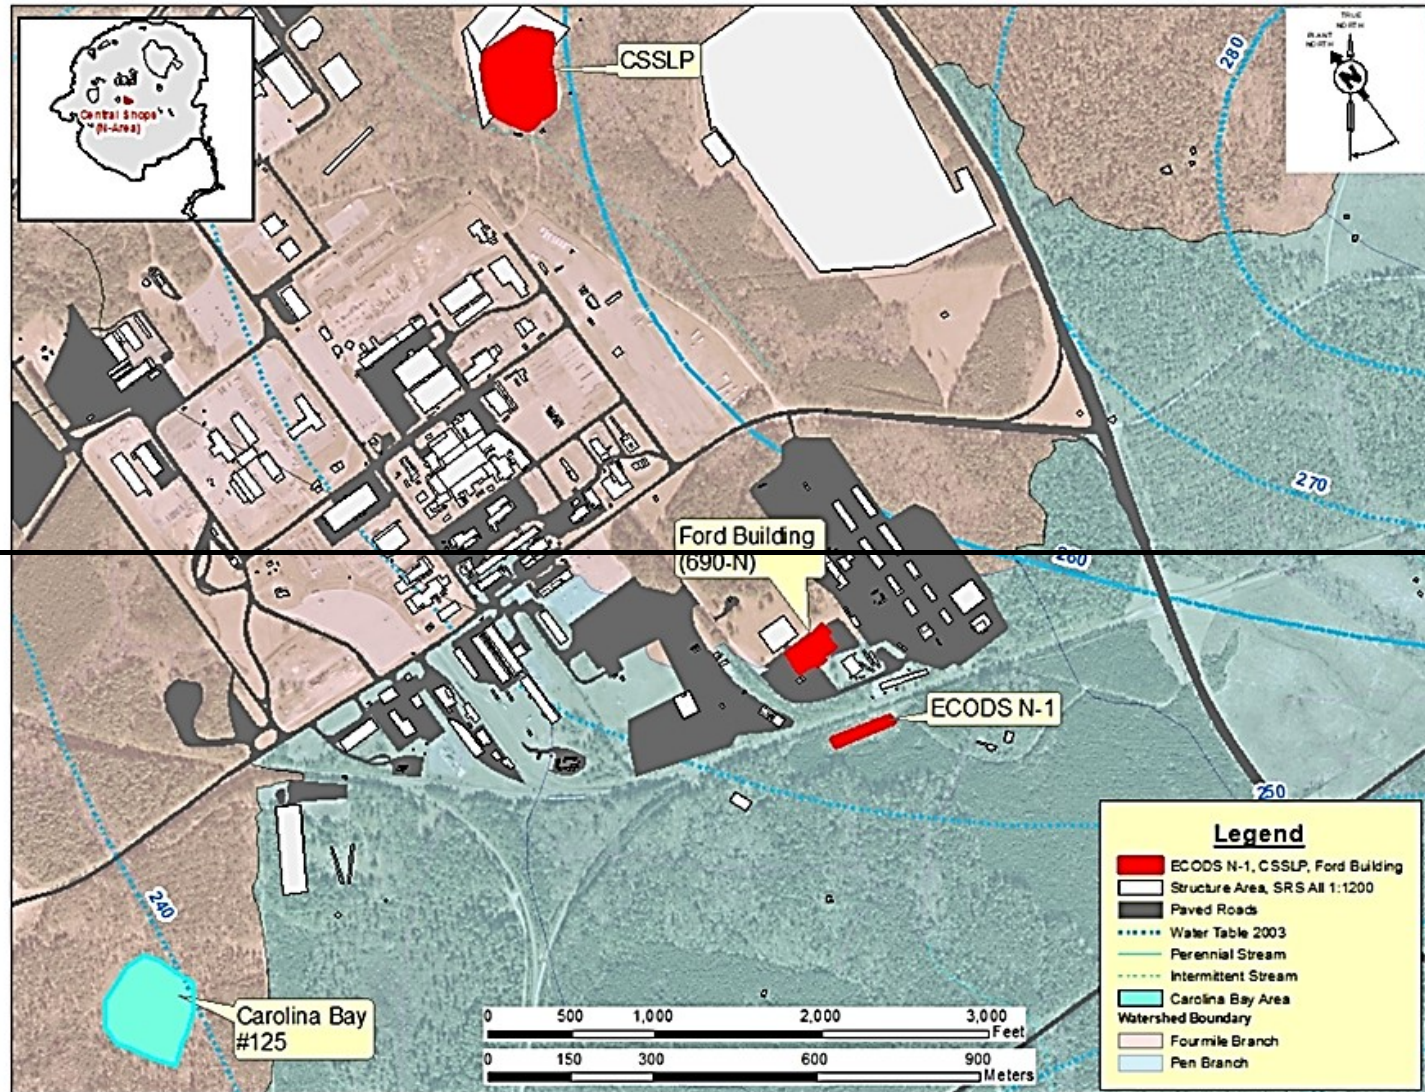 TRUE
NORTH
PLANT
NORTH
N
280
CSSLP
Central Shops
(N-Area)
270
Ford Building
(690-N)
260
ECODS N-1
250
240
Carolina Bay
#125
0 500 1,000 2,000 3,000
Feet
0 150 300 600 900
Meters
Legend
ECODS N-1, CSSLP, Ford Building
Structure Area, SRS All 1:1200
Paved Roads
Water Table 2003
Perennial Stream
Intermittent Stream
Carolina Bay Area
Watershed Boundary
Fourmile Branch
Pen Branch